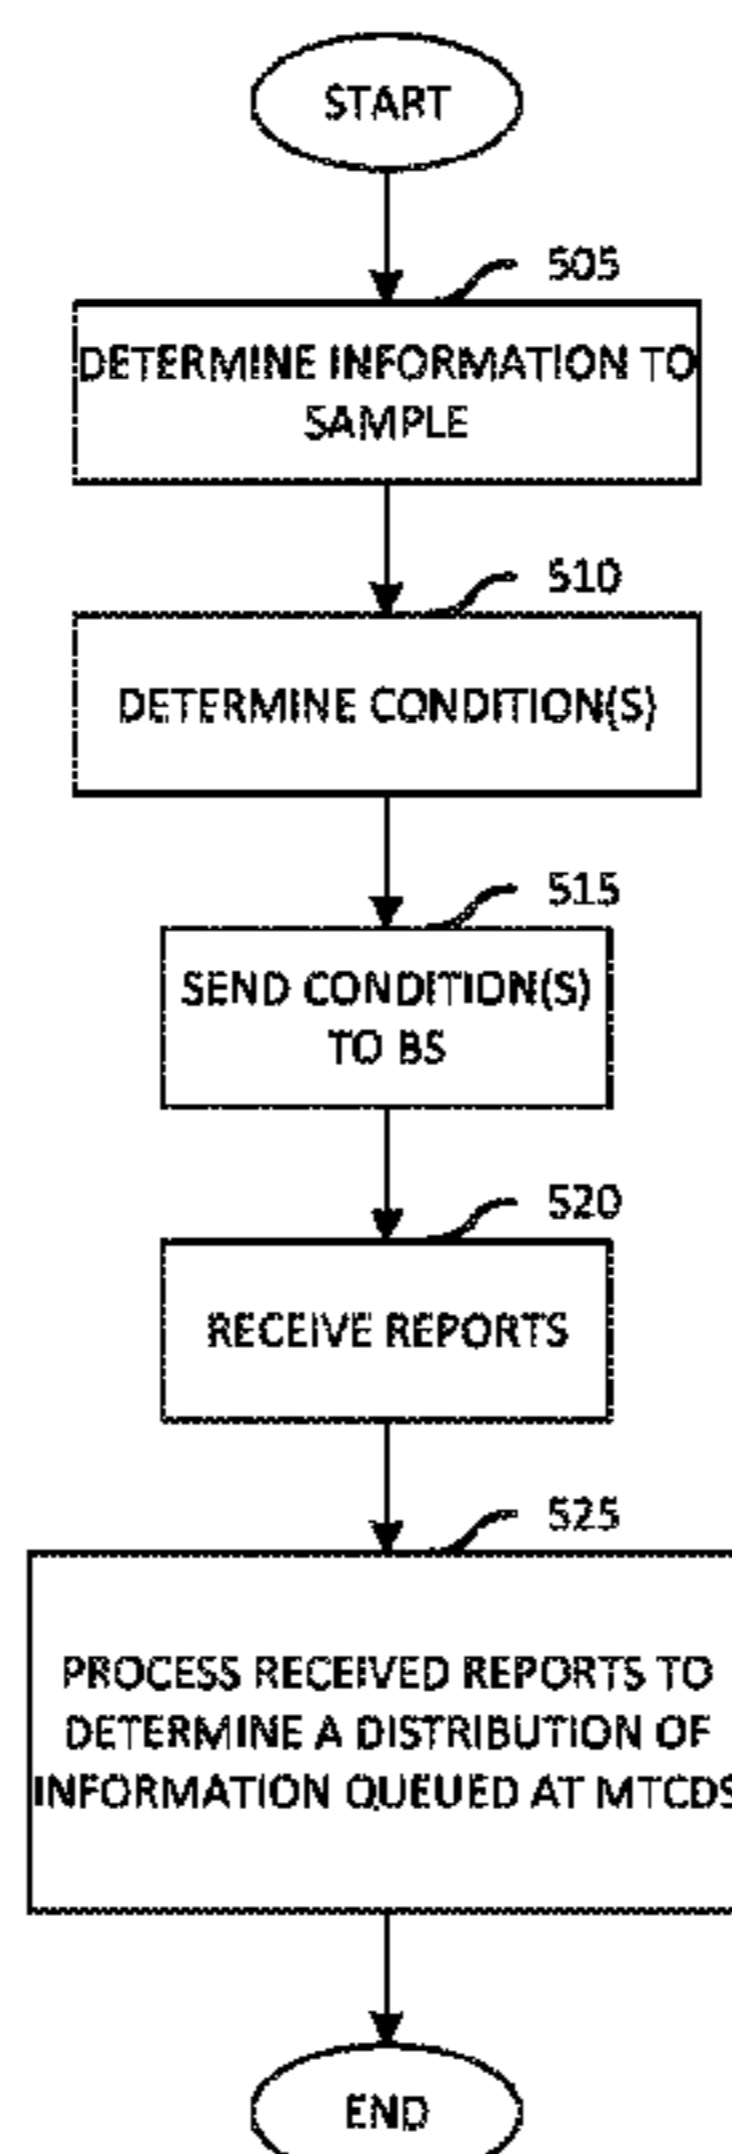 START
505
DETERMINE INFORMATION TO
SAMPLE
510
DETERMINE CONDITION(S)
515
SEND CONDITION(S)
TO BS
520
RECEIVE REPORTS
525
PROCESS RECEIVED REPORTS TO
DETERMINE A DISTRIBUTION OF
INFORMATION QUEUED AT MTCDS
END